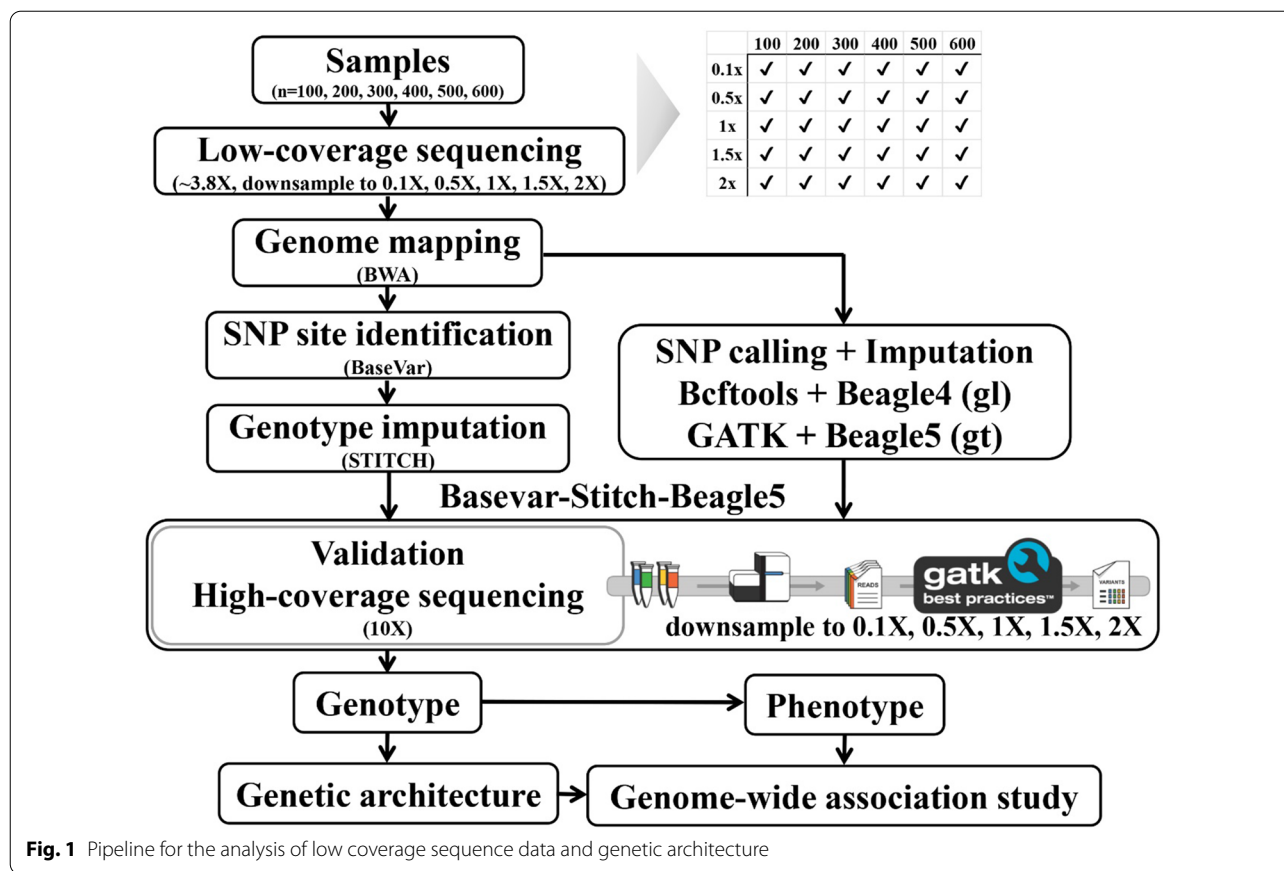 Samples
(n=100, 200, 300, 400, 500, 600)
100 200 300 400 500 600
0.1x ✓ ✓ ✓ ✓ ✓ ✓
0.5x ✓ ✓ ✓ ✓ ✓ ✓
1x ✓ ✓ ✓ ✓ ✓ ✓
1.5x ✓ ✓ ✓ ✓ ✓ ✓
2x ✓ ✓ ✓ ✓ ✓ ✓
Low-coverage sequencing
(~3.8X, downsample to 0.1X, 0.5X, 1X, 1.5X, 2X)
Genome mapping
(BWA)
SNP site identification
(BaseVar)
Genotype imputation
(STITCH)
SNP calling + Imputation
Bcftools + Beagle4 (gl)
GATK + Beagle5 (gt)
Basevar-Stitch-Beagle5
Validation
High-coverage sequencing
(10X)
READS
gatk
best practices™
VARIANTS
downsample to 0.1X, 0.5X, 1X, 1.5X, 2X
Genotype
Phenotype
Genetic architecture
Genome-wide association study
Fig. 1 Pipeline for the analysis of low coverage sequence data and genetic architecture